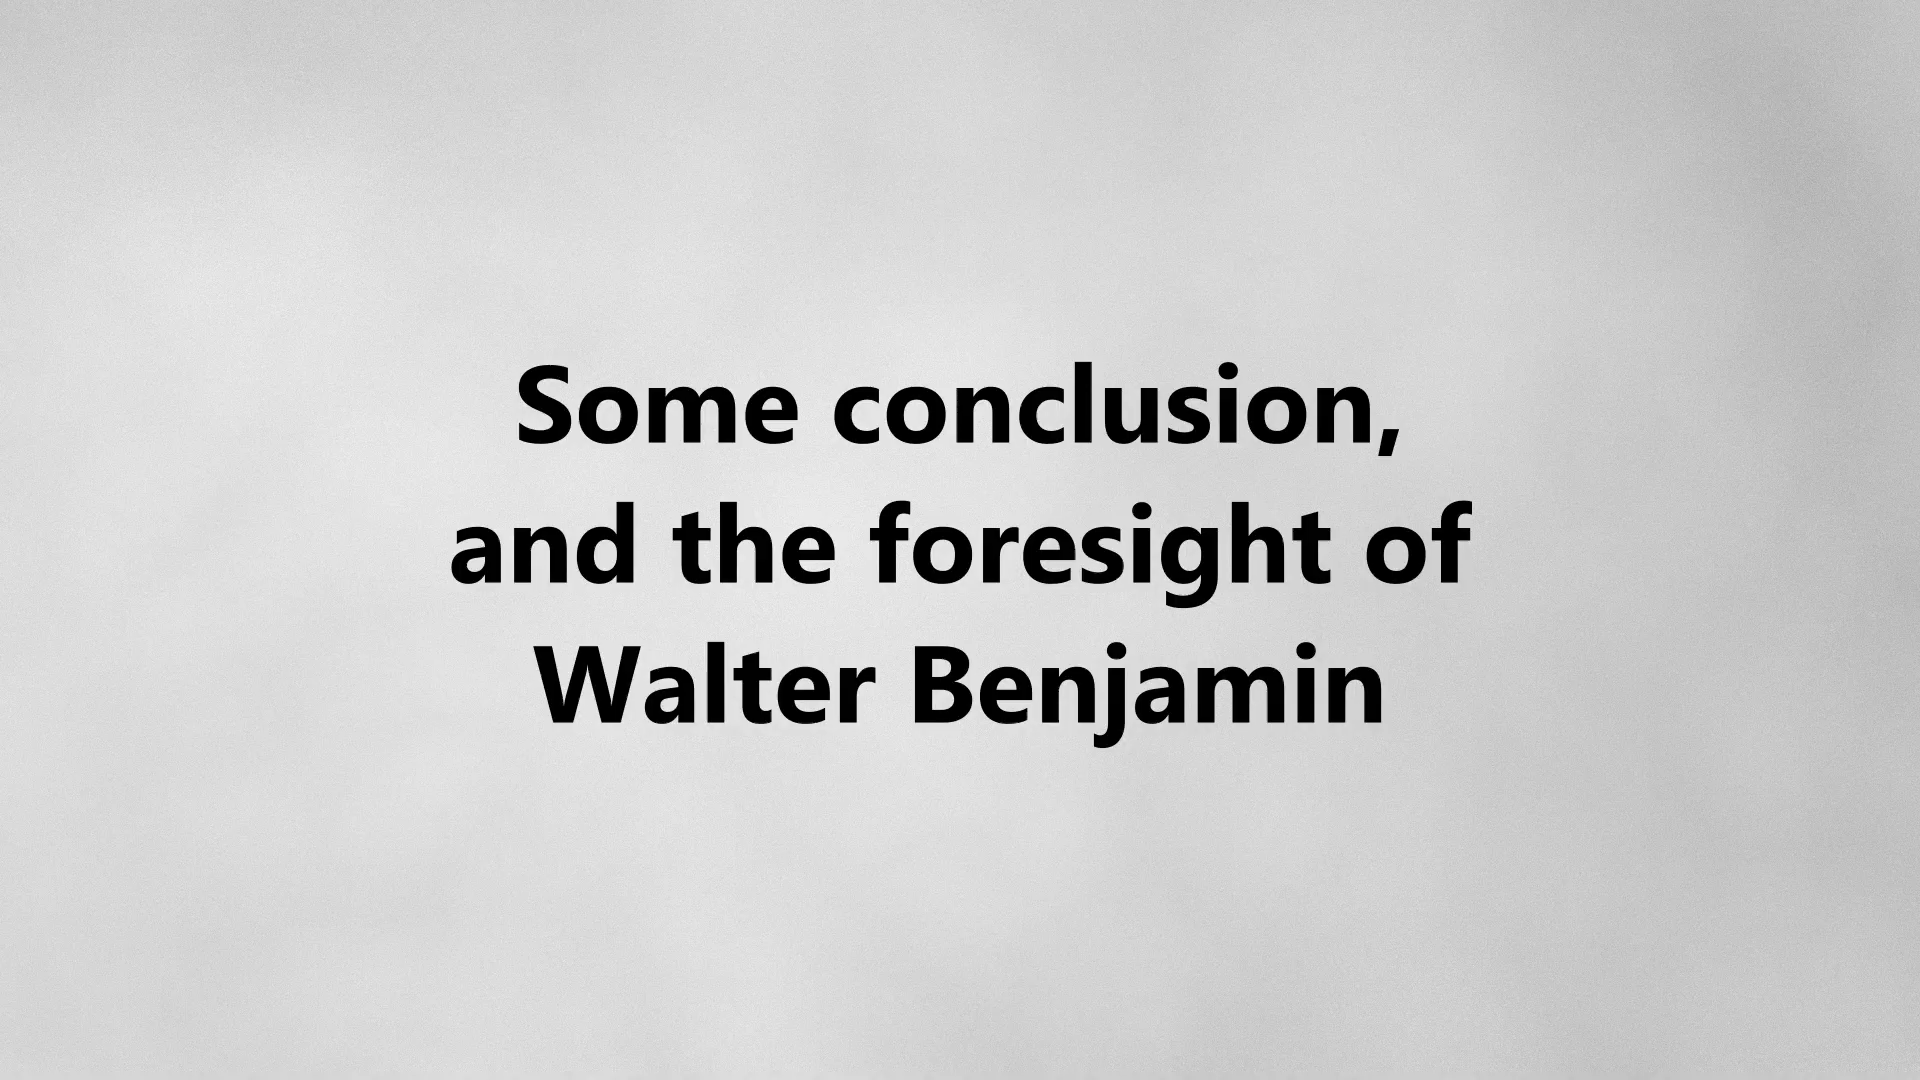 Some conclusion,
and the foresight of
Walter Benjamin